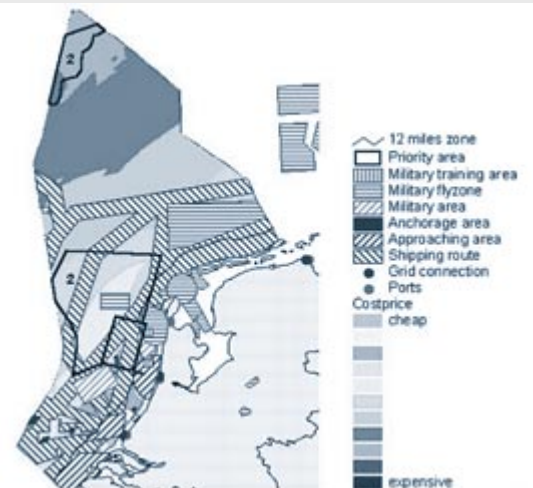 2
2
12 miles zone
Priority area
Military training area
Military flyzone
Military area
Anchorage area
Approaching area
Shipping route
Grid connection
Ports
Costprice
cheap
expensive